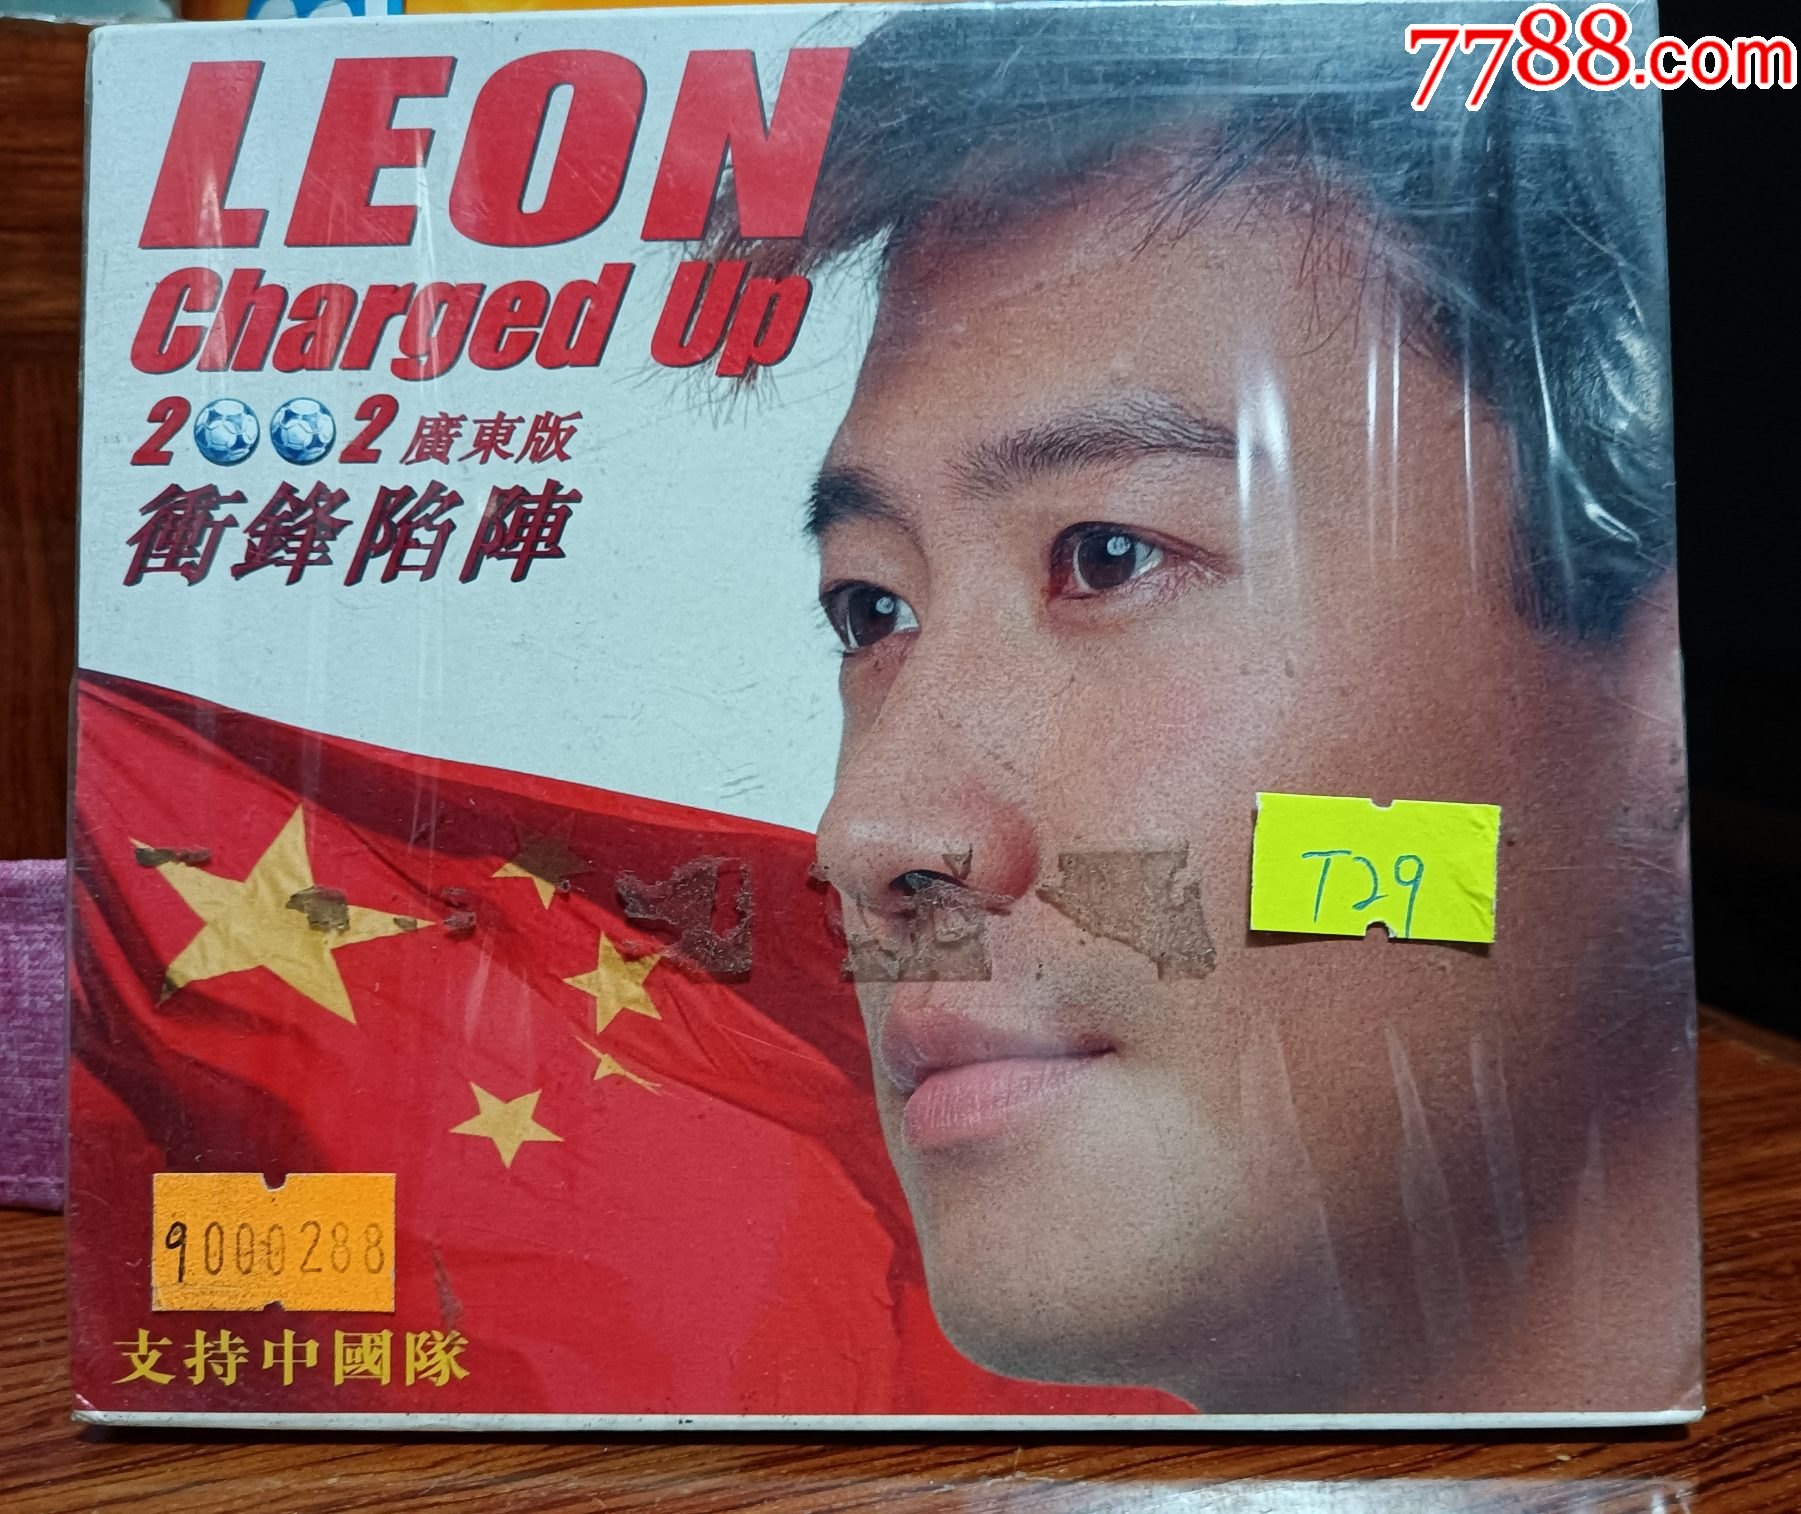 7788.com
LEON
Charged Up
2002 廣東版
衝鋒陷陣
T29
9000288
支持中國隊